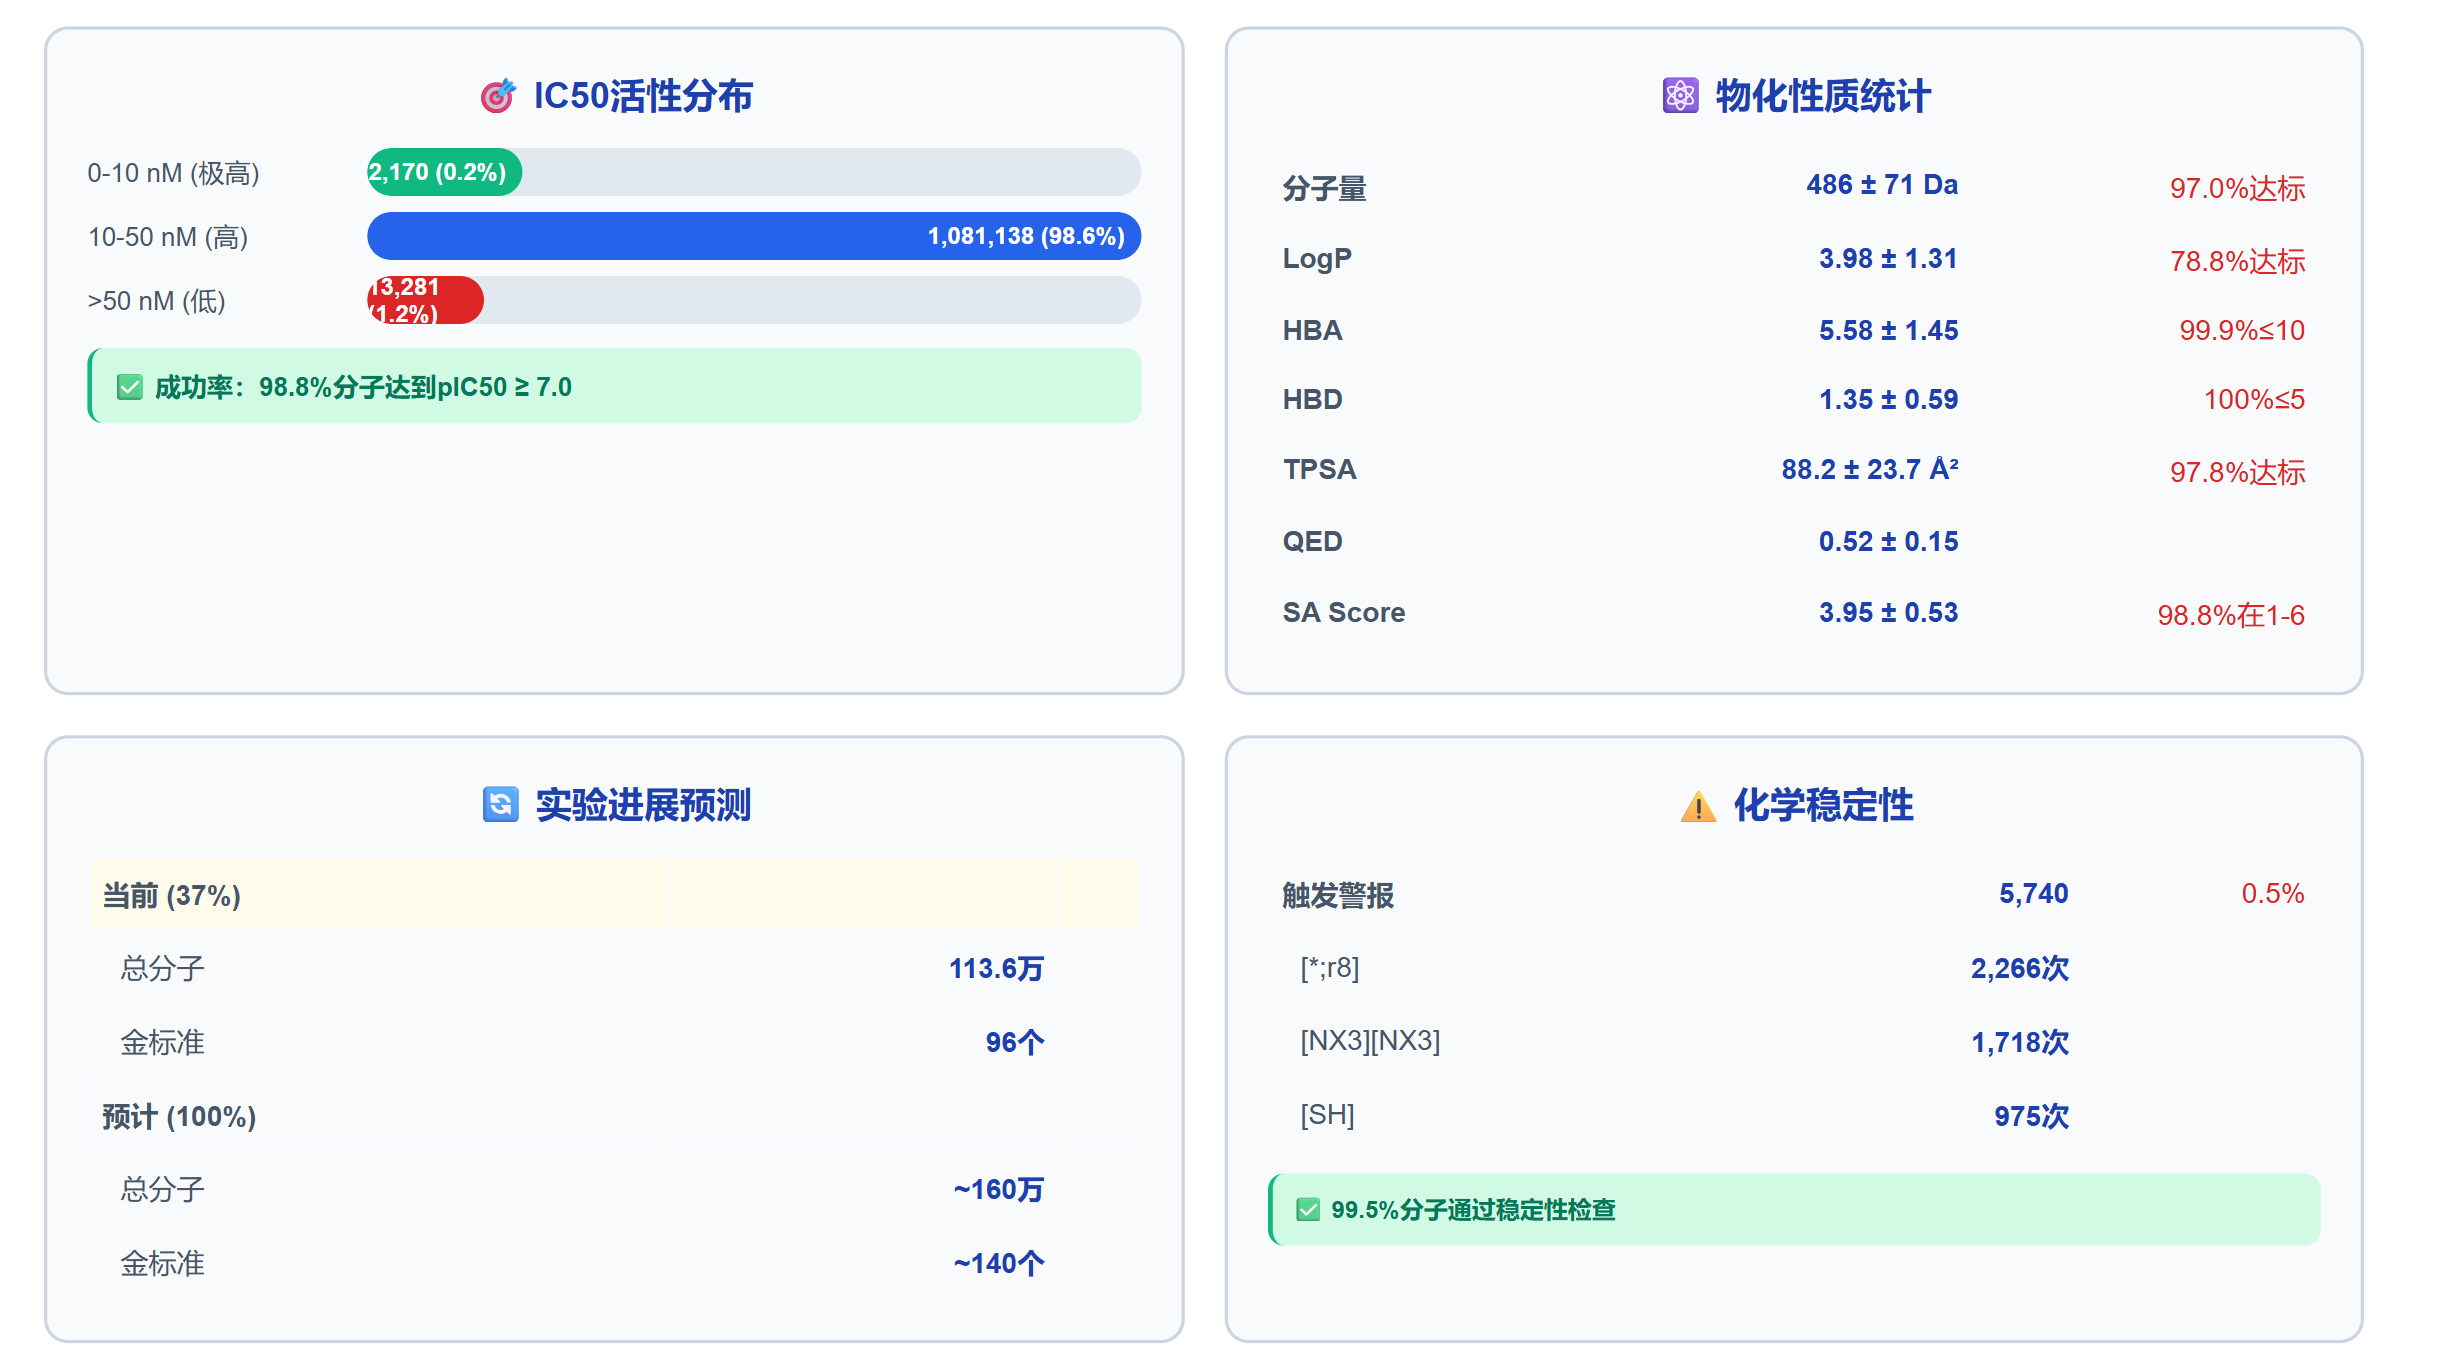 IC50活性分布
0-10 nM (极高)
2,170 (0.2%)
10-50 nM (高)
1,081,138 (98.6%)
>50 nM (低)
13,281
(1.2%)
成功率：98.8%分子达到pIC50 ≥ 7.0
物化性质统计
分子量 486 ± 71 Da 97.0%达标
LogP 3.98 ± 1.31 78.8%达标
HBA 5.58 ± 1.45 99.9%≤10
HBD 1.35 ± 0.59 100%≤5
TPSA 88.2 ± 23.7 Å² 97.8%达标
QED 0.52 ± 0.15
SA Score 3.95 ± 0.53 98.8%在1-6
实验进展预测
当前 (37%)
总分子 113.6万
金标准 96个
预计 (100%)
总分子 ~160万
金标准 ~140个
化学稳定性
触发警报 5,740 0.5%
[*;r8] 2,266次
[NX3][NX3] 1,718次
[SH] 975次
99.5%分子通过稳定性检查